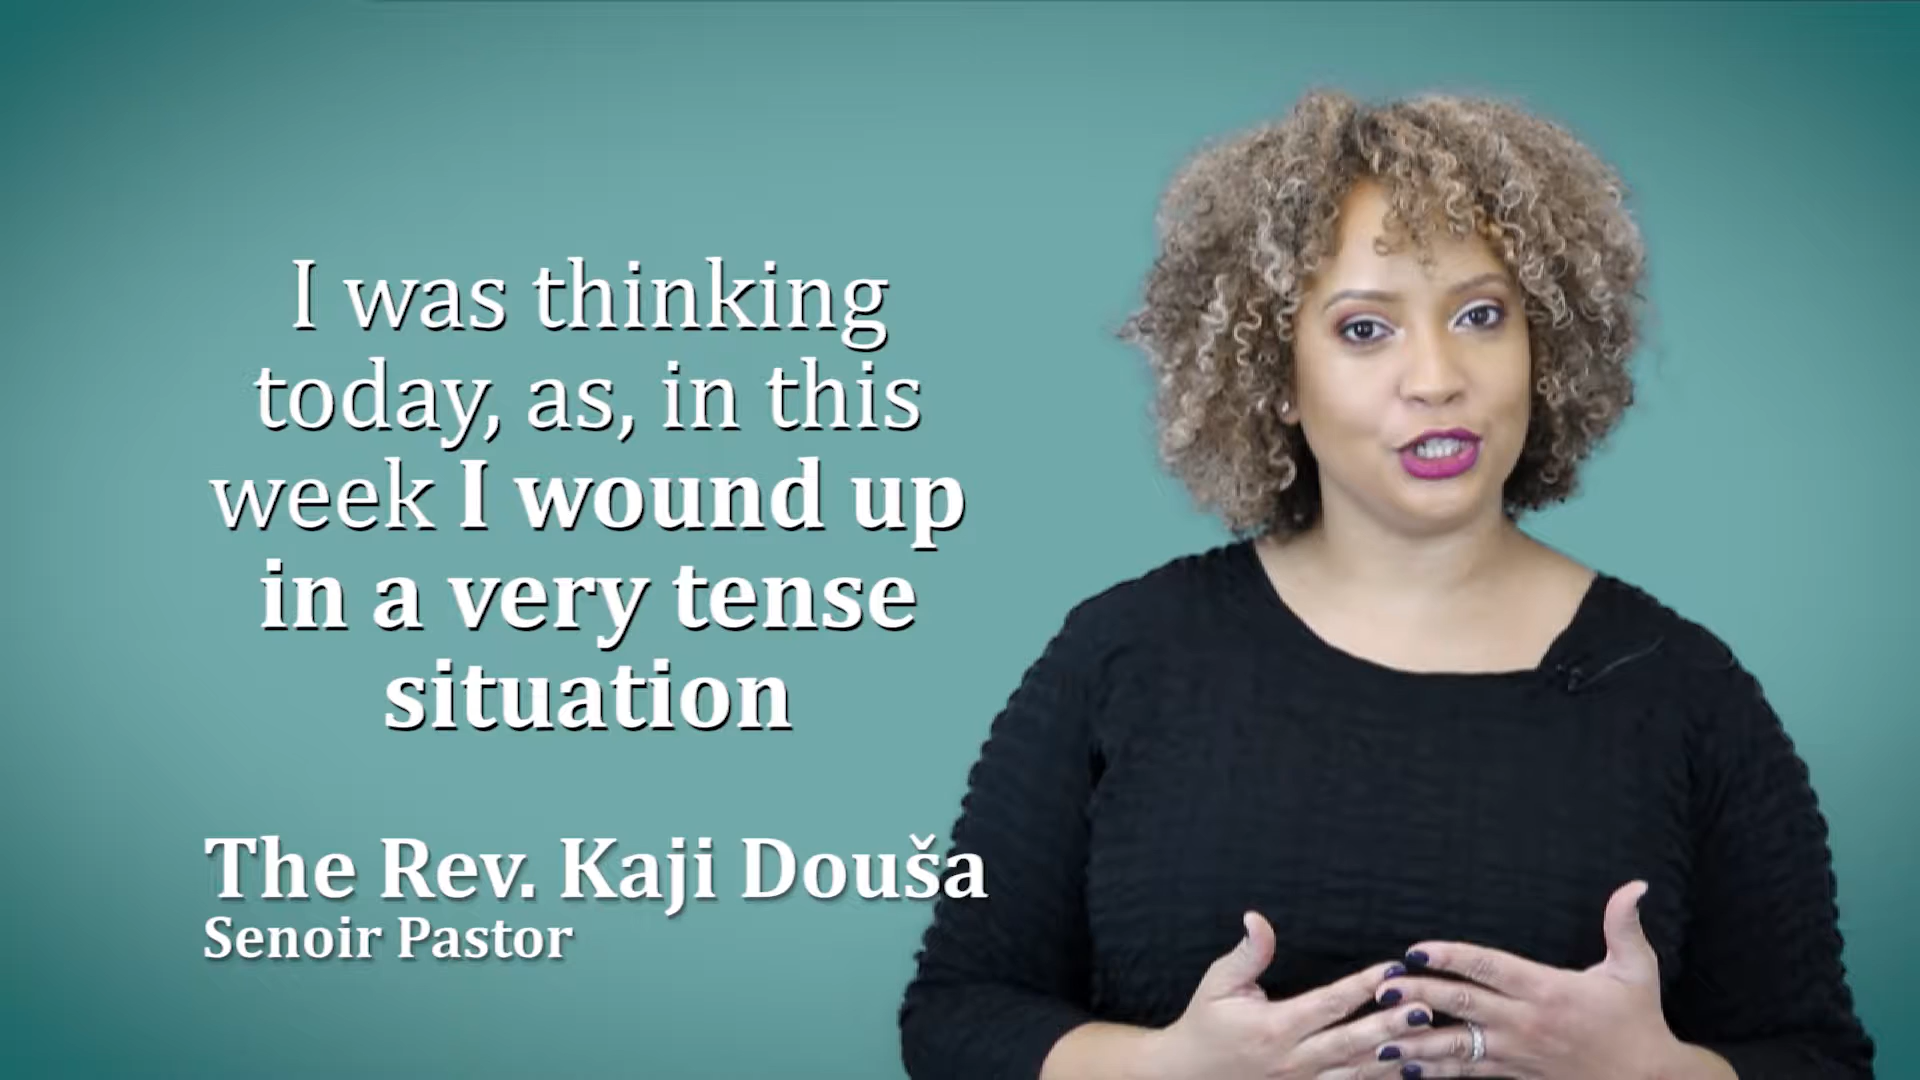 I was thinking
today, as, in this
week I wound up
in a very tense
situation
The Rev. Kaji Douša
Senoir Pastor